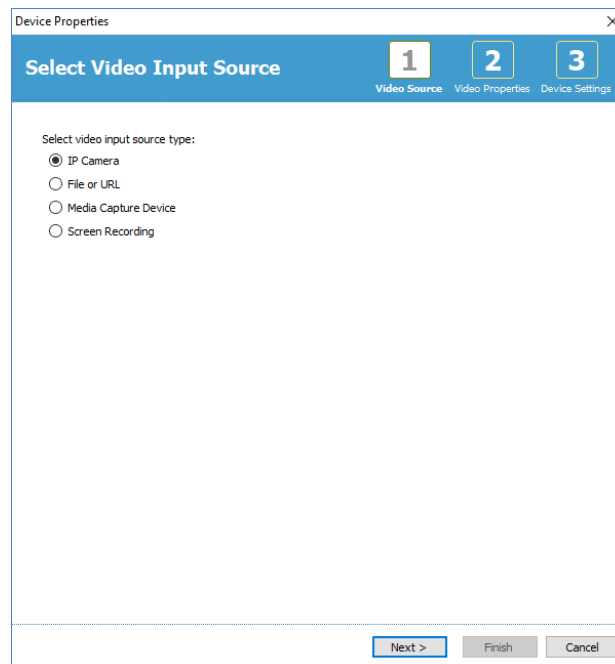 Device Properties
Select Video Input Source
1
Video Source
2
Video Properties
3
Device Settings
Select video input source type:
IP Camera
File or URL
Media Capture Device
Screen Recording
Next >
Finish
Cancel